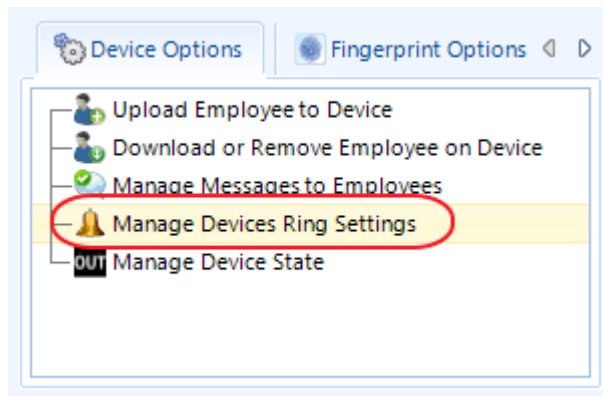 Device Options
Fingerprint Options
Upload Employee to Device
Download or Remove Employee on Device
Manage Messages to Employees
Manage Devices Ring Settings
OUT Manage Device State